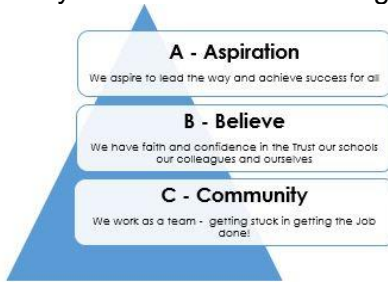 A - Aspiration
We aspire to lead the way and achieve success for all
B - Believe
We have faith and confidence in the Trust our schools
our colleagues and ourselves
C - Community
We work as a team - getting stuck in getting the Job
done!